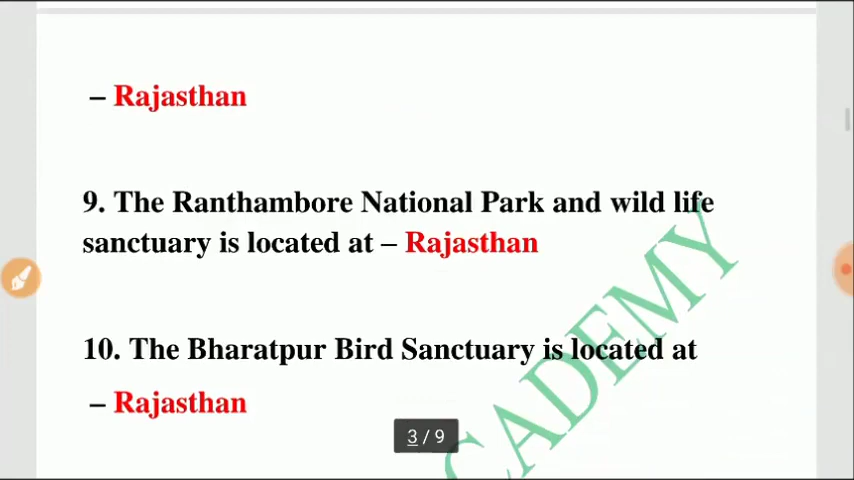 – Rajasthan
9. The Ranthambore National Park and wild life
sanctuary is located at – Rajasthan
10. The Bharatpur Bird Sanctuary is located at
– Rajasthan
3 / 9
CADEMY